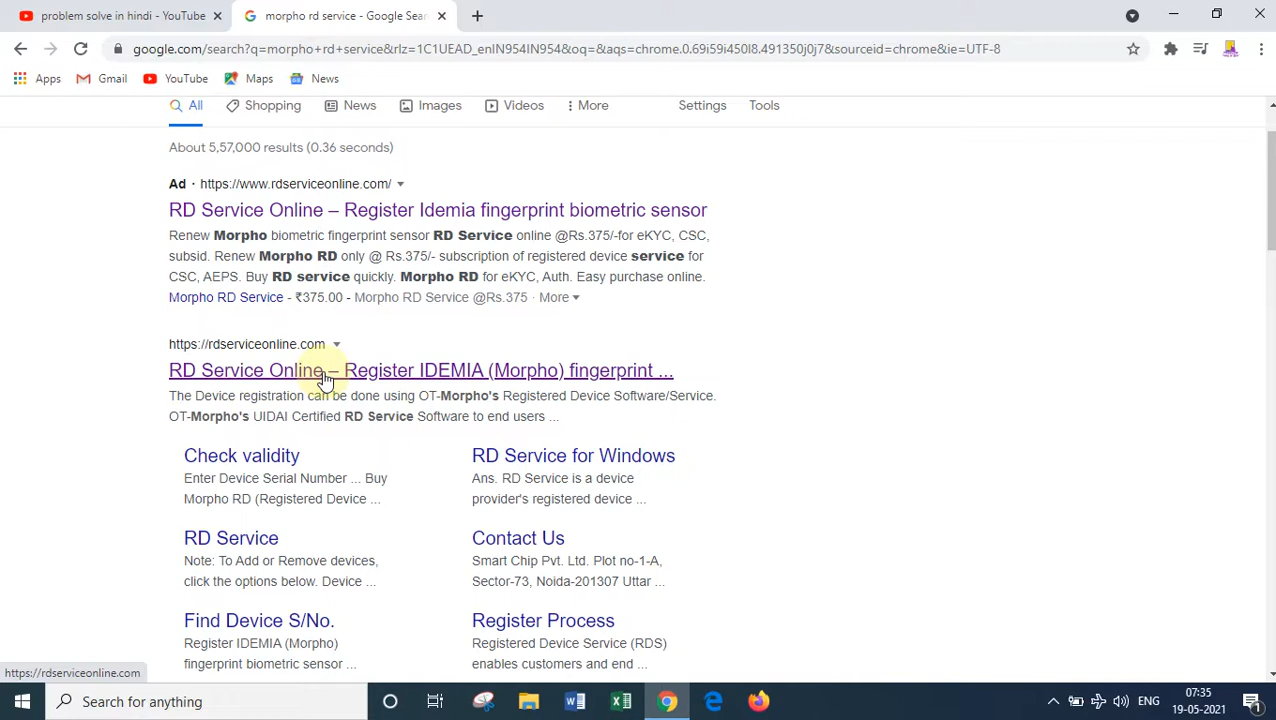 problem solve in hindi - YouTube
morpho rd service - Google Sear
google.com/search?q=morpho+rd+service&rlz=1C1UEAD_enIN954IN954&oq=&aqs=chrome.0.69i59i450l8.491350j0j7&sourceid=chrome&ie=UTF-8
Apps Gmail YouTube Maps News
All Shopping News Images Videos More Settings Tools
About 5,57,000 results (0.36 seconds)
Ad · https://www.rdserviceonline.com/
RD Service Online – Register Idemia fingerprint biometric sensor
Renew Morpho biometric fingerprint sensor RD Service online @Rs.375/-for eKYC, CSC,
subsid. Renew Morpho RD only @ Rs.375/- subscription of registered device service for
CSC, AEPS. Buy RD service quickly. Morpho RD for eKYC, Auth. Easy purchase online.
Morpho RD Service - ₹375.00 - Morpho RD Service @Rs.375 · More
https://rdserviceonline.com
RD Service Online – Register IDEMIA (Morpho) fingerprint ...
The Device registration can be done using OT-Morpho's Registered Device Software/Service.
OT-Morpho's UIDAI Certified RD Service Software to end users ...
Check validity
Enter Device Serial Number ... Buy
Morpho RD (Registered Device ...
RD Service for Windows
Ans. RD Service is a device
provider's registered device ...
RD Service
Note: To Add or Remove devices,
click the options below. Device ...
Contact Us
Smart Chip Pvt. Ltd. Plot no-1-A,
Sector-73, Noida-201307 Uttar ...
Find Device S/No.
Register IDEMIA (Morpho)
fingerprint biometric sensor ...
Register Process
Registered Device Service (RDS)
enables customers and end ...
https://rdserviceonline.com
Search for anything
ENG
07:35
19-05-2021
1